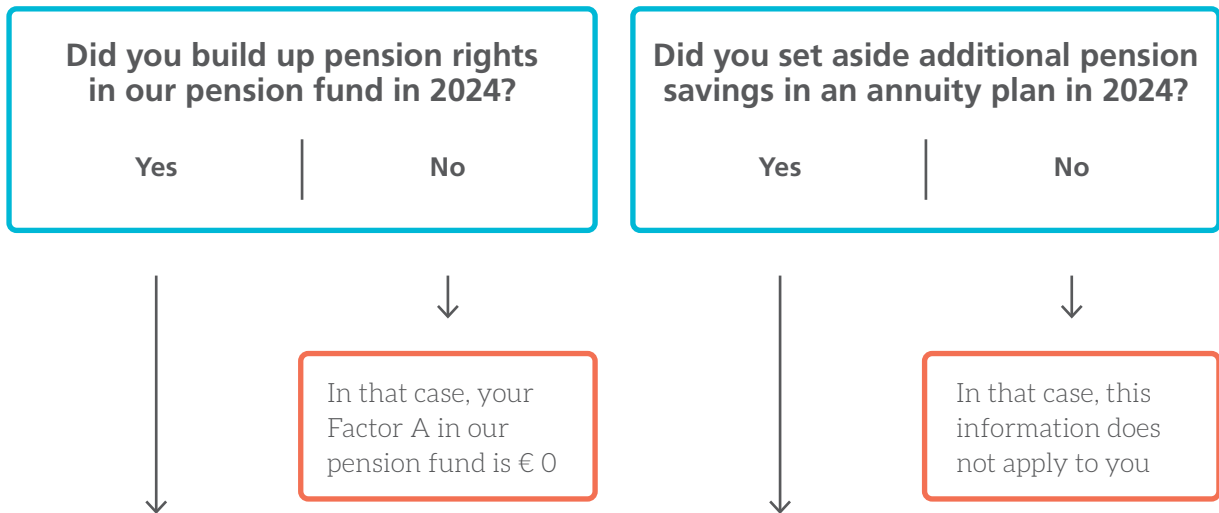 Did you build up pension rights
in our pension fund in 2024?
Yes
No
In that case, your
Factor A in our
pension fund is € 0
Did you set aside additional pension
savings in an annuity plan in 2024?
Yes
No
In that case, this
information does
not apply to you